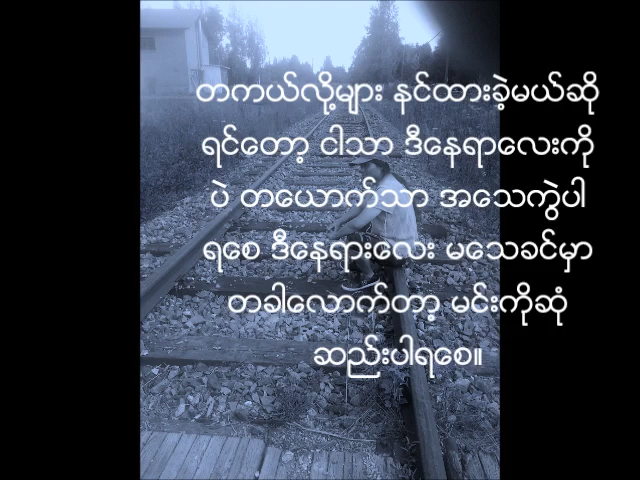 တကယ်လို့များ နင်ထားခဲ့မယ်ဆို
ရင်တော့ ငါသာ ဒီနေရာလေးကို
ပဲ တယောက်သာ အသေကွဲပါ
ရစေ ဒီနေရားလေး မသေခင်မှာ
တခါလောက်တာ့ မင်းကိုဆုံ
ဆည်းပါရစေ။